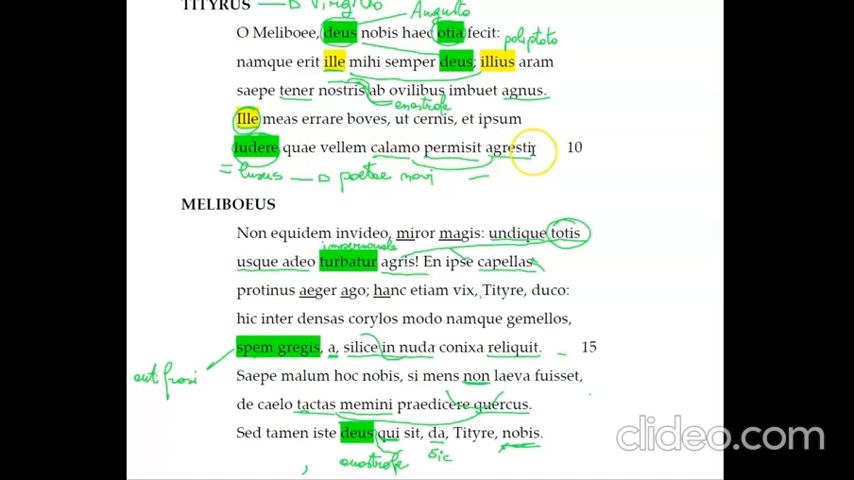 TITYRUS → Virgilio
Augusto
O Meliboee, deus nobis haec otia fecit:
poliptoto
namque erit ille mihi semper deus; illius aram
saepe tener nostris ab ovilibus imbuet agnus.
anastrofe
Ille meas errare boves, ut cernis, et ipsum
ludere quae vellem calamo permisit agresti 10
= lusus → poetae novi
MELIBOEUS
Non equidem invideo, miror magis: undique totis
impersonale
usque adeo turbatur agris! En ipse capellas
protinus aeger ago; hanc etiam vix, Tityre, duco:
hic inter densas corylos modo namque gemellos,
spem gregis, a, silice in nuda conixa reliquit. 15
antifrasi
Saepe malum hoc nobis, si mens non laeva fuisset,
de caelo tactas memini praedicere quercus.
Sed tamen iste deus qui sit, da, Tityre, nobis.
anastrofe sic
clideo.com